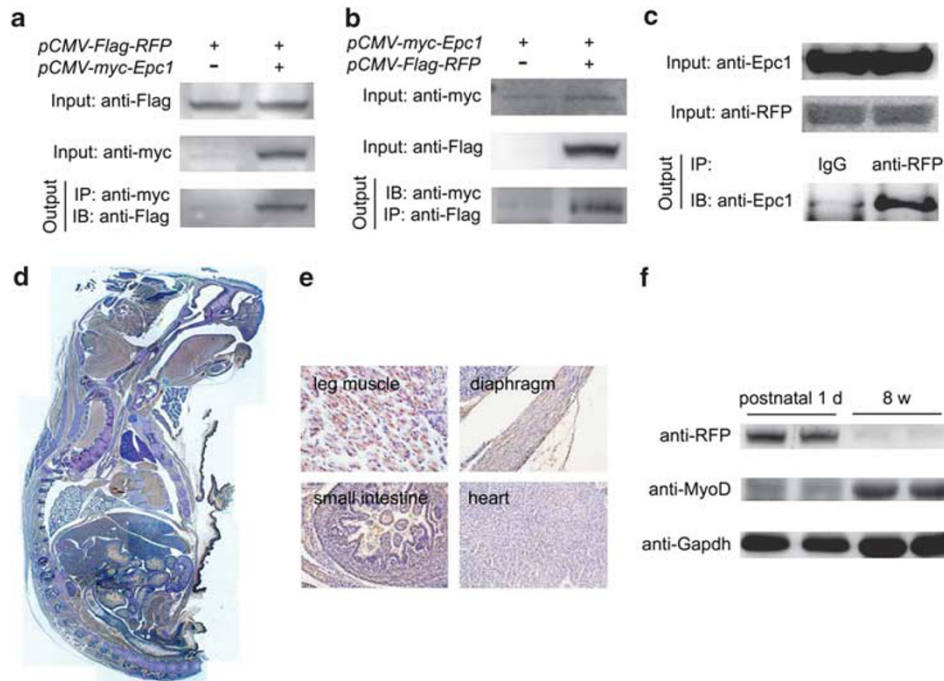 a
pCMV-Flag-RFP + +
pCMV-myc-Epc1 - +
Input: anti-Flag
Input: anti-myc
Output
IP: anti-myc
IB: anti-Flag
b
pCMV-myc-Epc1 + +
pCMV-Flag-RFP - +
Input: anti-myc
Input: anti-Flag
Output
IB: anti-myc
IP: anti-Flag
c
Input: anti-Epc1
Input: anti-RFP
Output
IP: IgG anti-RFP
IB: anti-Epc1
d
e
leg muscle
diaphragm
small intestine
heart
f
postnatal 1 d 8 w
anti-RFP
anti-MyoD
anti-Gapdh